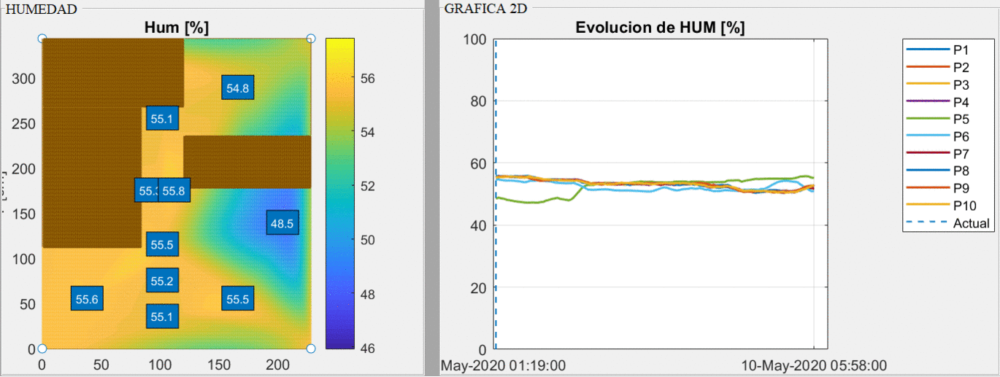 HUMEDAD
Hum [%]
300
250
200
150
100
50
0
0 50 100 150 200
54.8
55.1
55.8
48.5
55.5
55.2
55.6
55.5
55.1
56
54
52
50
48
46
GRAFICA 2D
Evolucion de HUM [%]
100
80
60
40
20
0
May-2020 01:19:00
10-May-2020 05:58:00
P1
P2
P3
P4
P5
P6
P7
P8
P9
P10
Actual